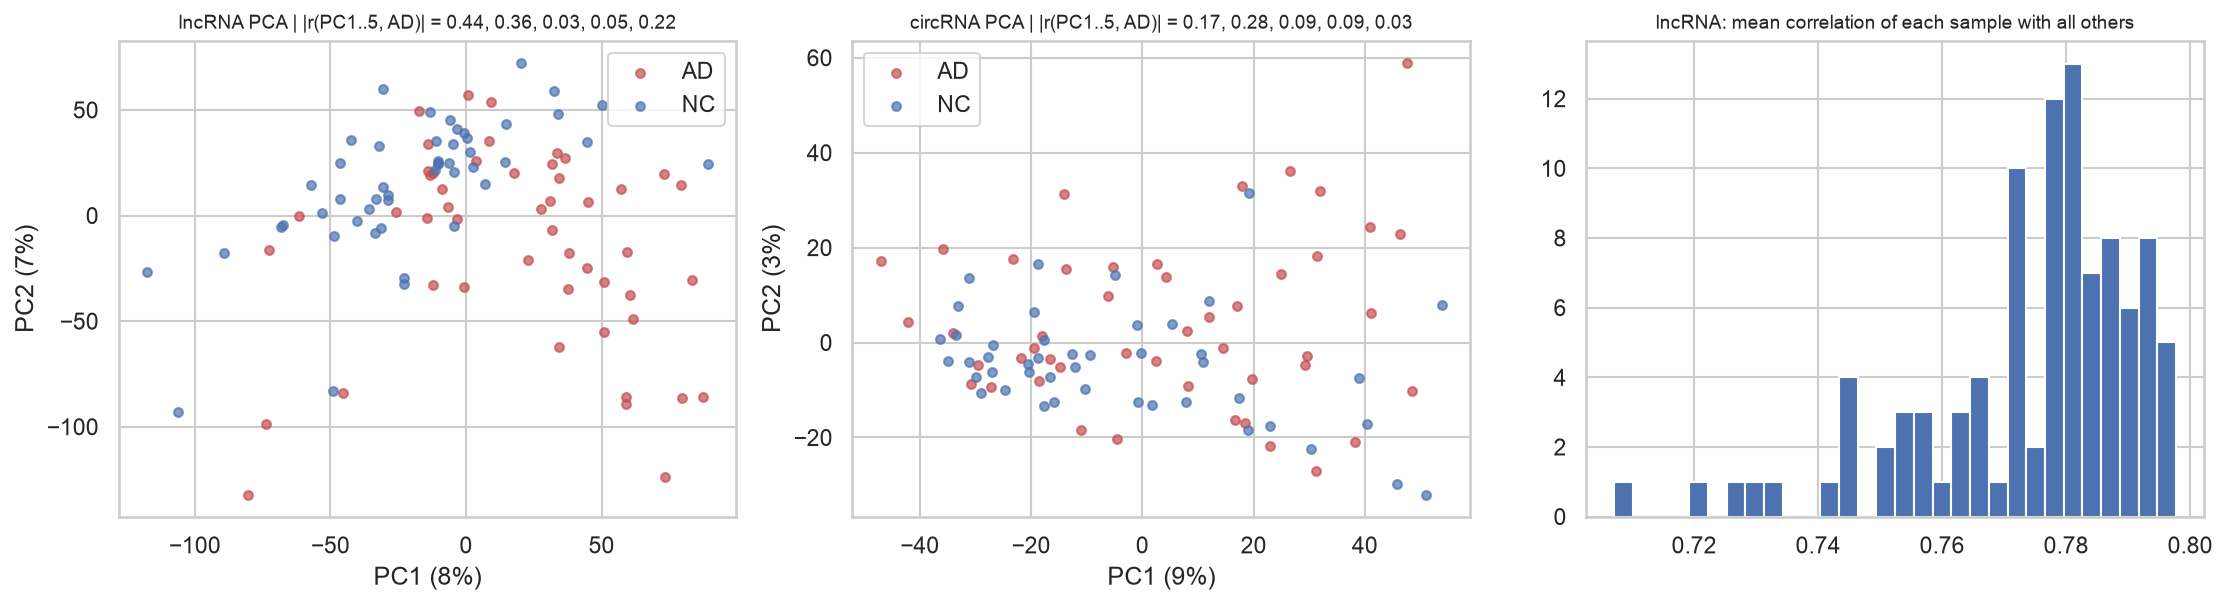 lncRNA PCA | |r(PC1..5, AD)| = 0.44, 0.36, 0.03, 0.05, 0.22
AD
NC
50
0
−50
−100
PC2 (7%)
−100
−50
0
50
PC1 (8%)
circRNA PCA | |r(PC1..5, AD)| = 0.17, 0.28, 0.09, 0.09, 0.03
AD
NC
60
40
20
0
−20
PC2 (3%)
−40
−20
0
20
40
PC1 (9%)
lncRNA: mean correlation of each sample with all others
12
10
8
6
4
2
0
0.72
0.74
0.76
0.78
0.80